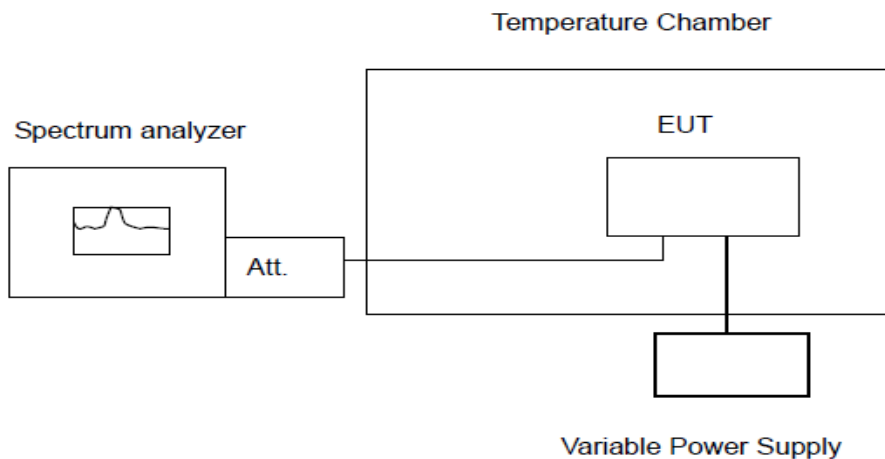 Temperature Chamber
Spectrum analyzer
EUT
Att.
Variable Power Supply